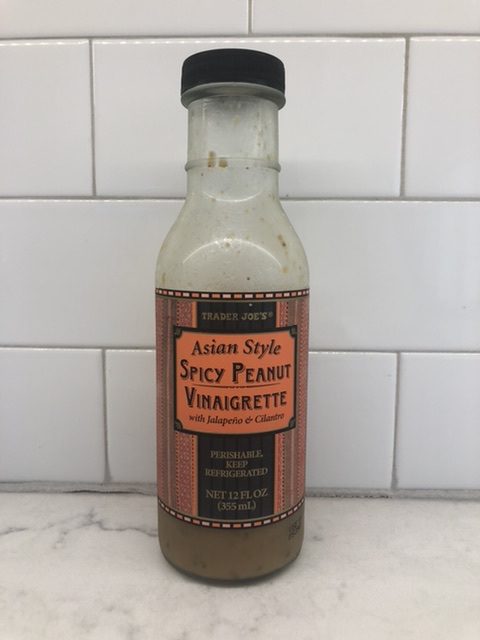 TRADER JOE'S®
Asian Style
SPICY PEANUT
VINAIGRETTE
with Jalapeño & Cilantro
PERISHABLE,
KEEP
REFRIGERATED
NET 12 FL OZ
(355 mL)